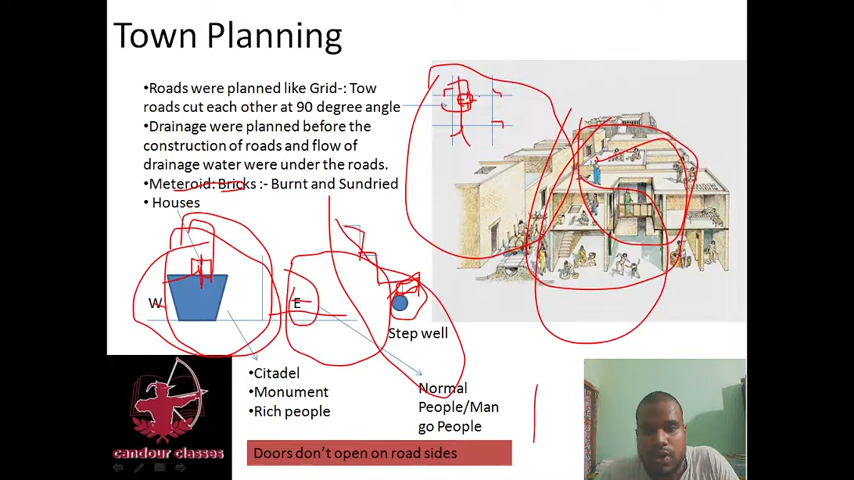 Town Planning
•Roads were planned like Grid-: Tow
roads cut each other at 90 degree angle
•Drainage were planned before the
construction of roads and flow of
drainage water were under the roads.
•Meteroid: Bricks :- Burnt and Sundried
• Houses
W
E
Step well
•Citadel
•Monument
•Rich people
Normal
People/Man
go People
candour classes
Doors don't open on road sides